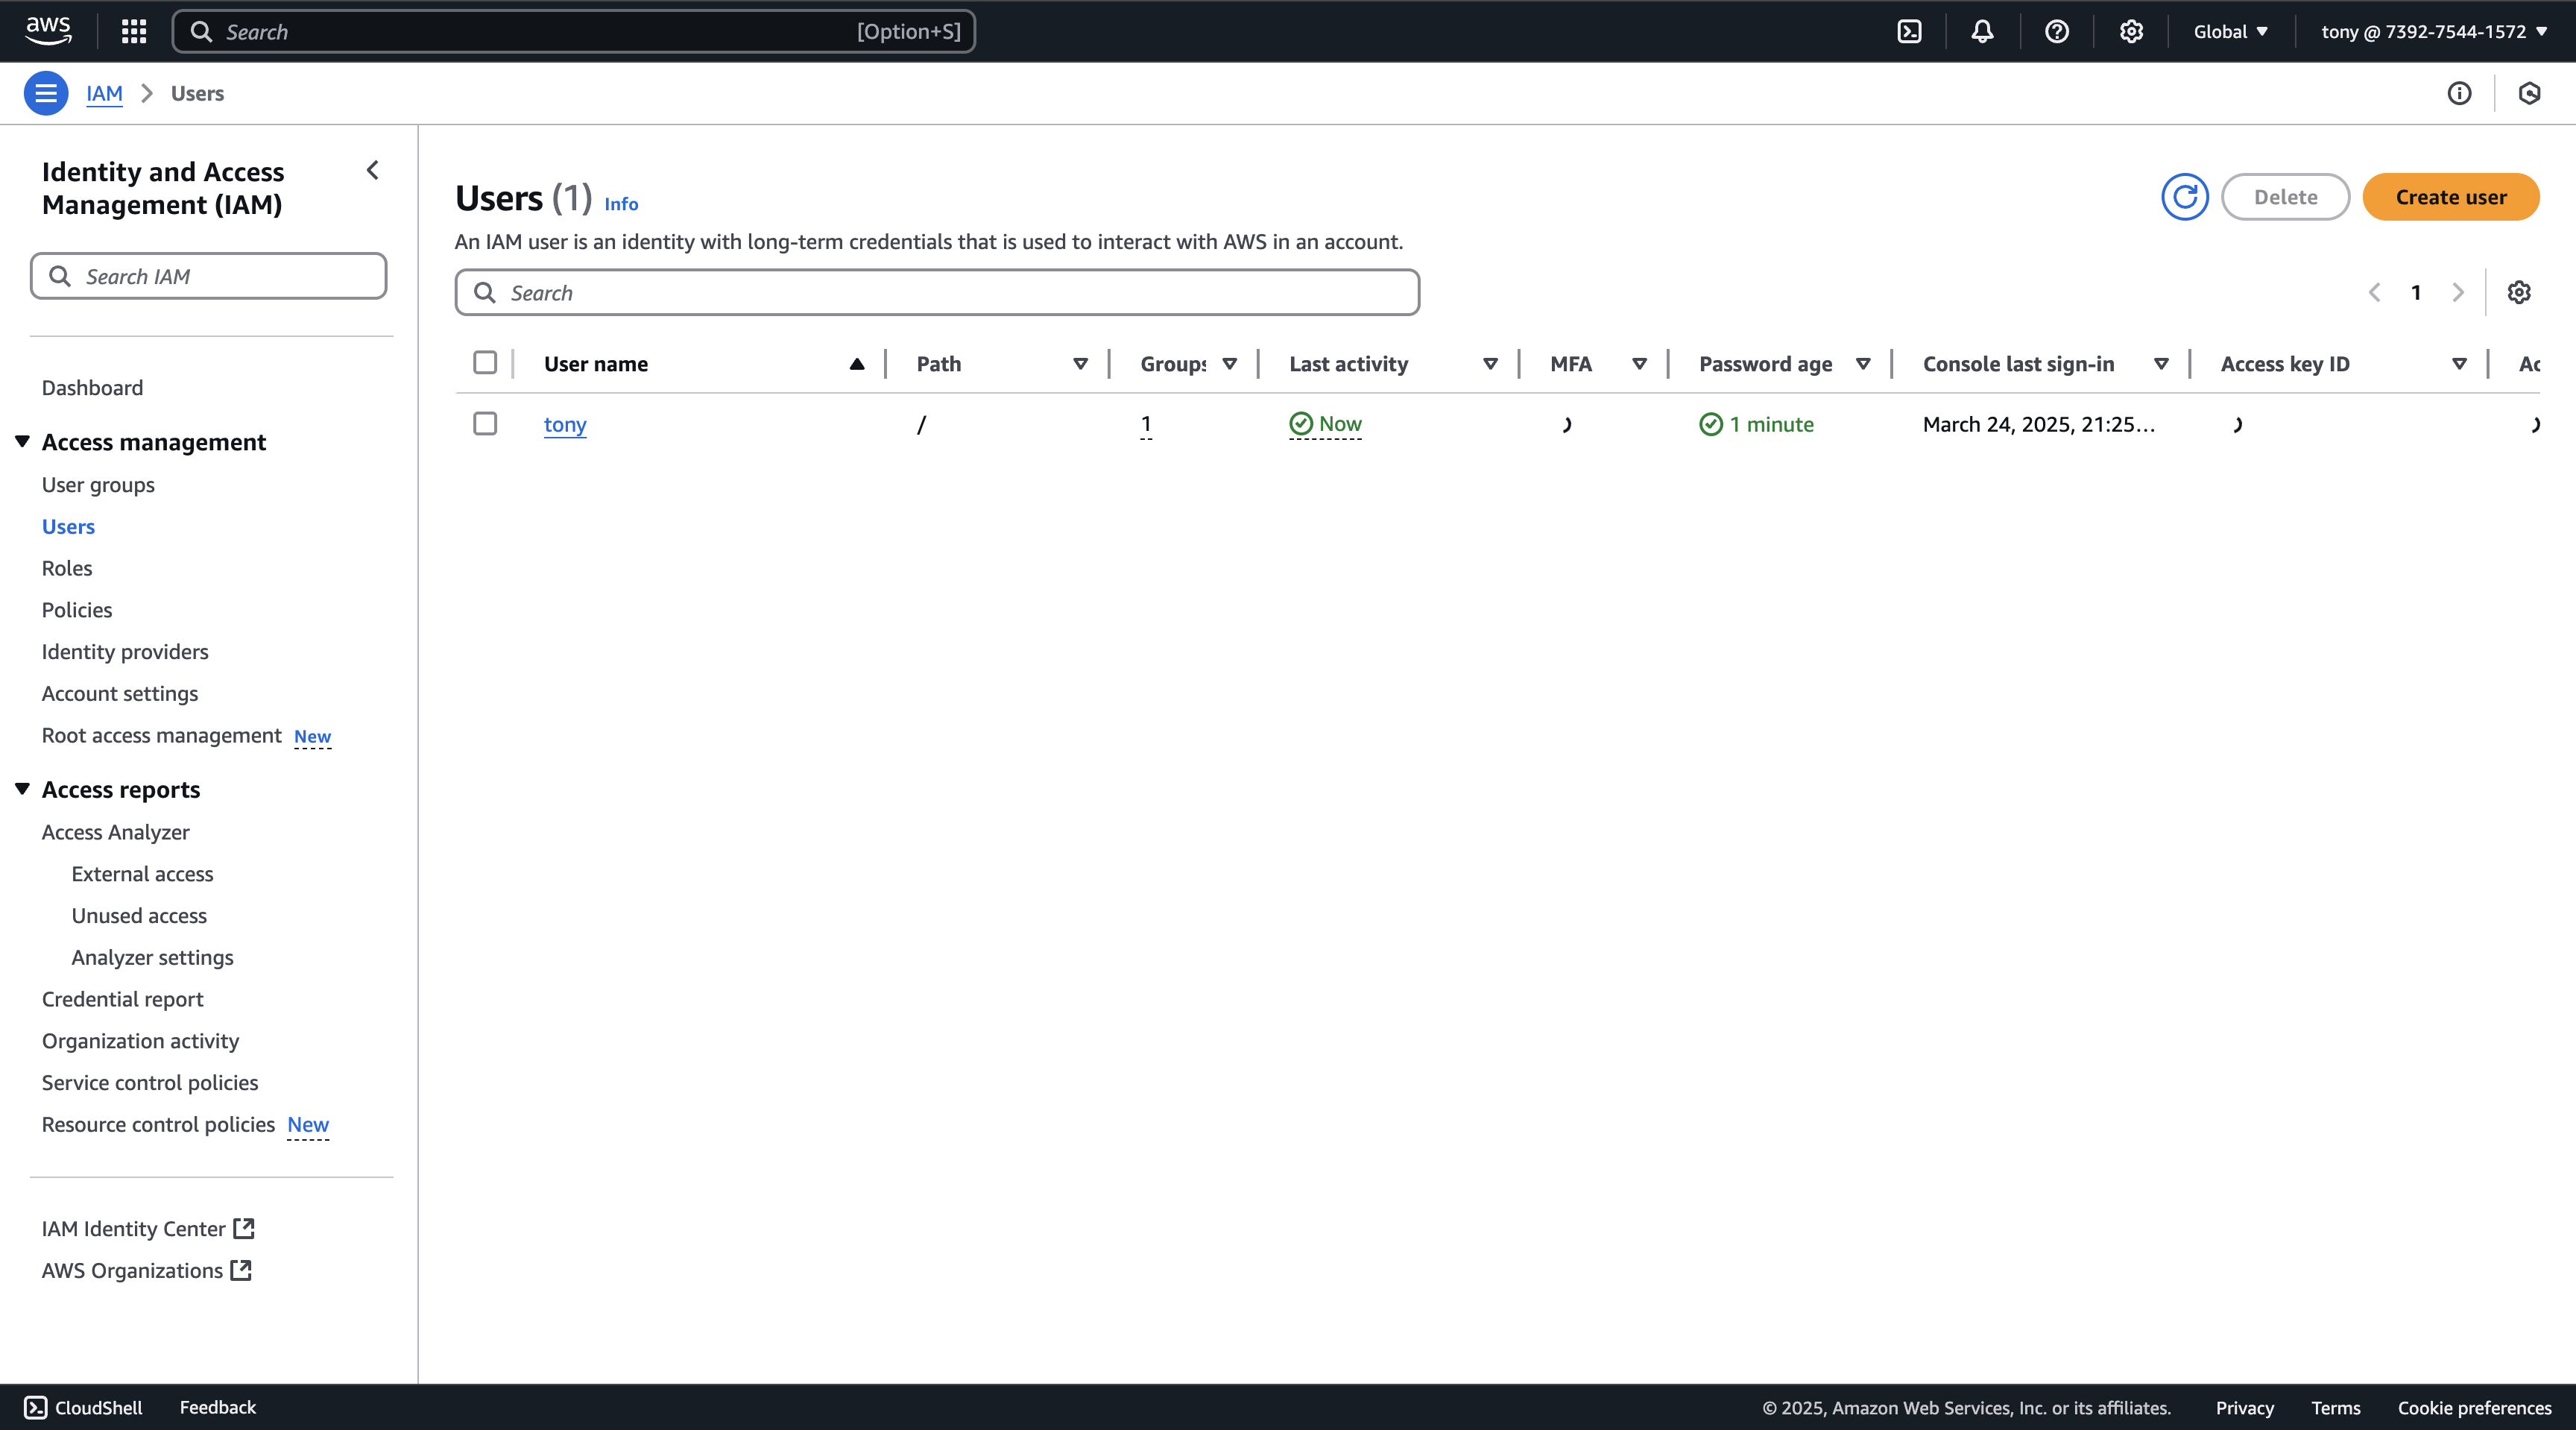 aws
Search [Option+S]
Global
tony @ 7392-7544-1572
IAM
Users
Identity and Access
Management (IAM)
Search IAM
Dashboard
Access management
User groups
Users
Roles
Policies
Identity providers
Account settings
Root access management New
Access reports
Access Analyzer
External access
Unused access
Analyzer settings
Credential report
Organization activity
Service control policies
Resource control policies New
IAM Identity Center
AWS Organizations
Users (1) Info
Delete
Create user
An IAM user is an identity with long-term credentials that is used to interact with AWS in an account.
Search
1
User name Path Groups Last activity MFA Password age Console last sign-in Access key ID Ac
tony / 1 Now 1 minute March 24, 2025, 21:25...
CloudShell Feedback © 2025, Amazon Web Services, Inc. or its affiliates. Privacy Terms Cookie preferences